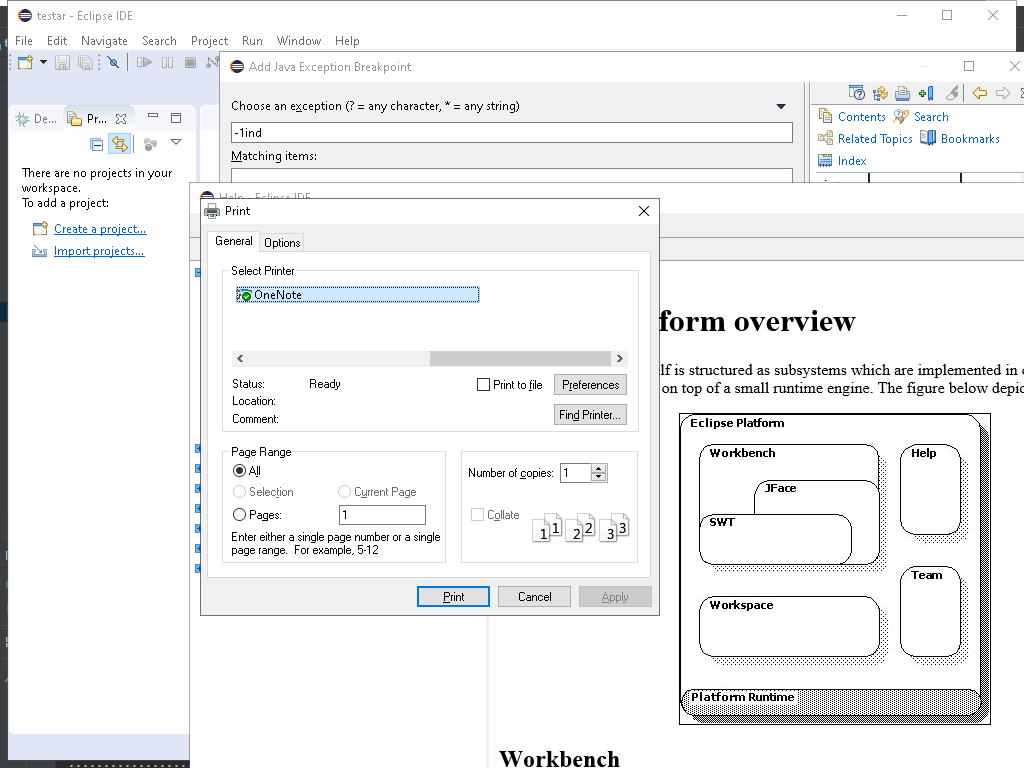 testar - Eclipse IDE
File Edit Navigate Search Project Run Window Help
Add Java Exception Breakpoint
Choose an exception (? = any character, * = any string)
-1ind
Matching items:
De... Pr...
There are no projects in your
workspace.
To add a project:
Create a project...
Import projects...
Contents Search
Related Topics Bookmarks
Index
Help - Eclipse IDE
Print
General Options
Select Printer
OneNote
Status: Ready
Location:
Comment:
Print to file
Preferences
Find Printer...
Page Range
All
Selection Current Page
Pages: 1
Enter either a single page number or a single
page range. For example, 5-12
Number of copies: 1
Collate
1 1 2 2 3 3
Print Cancel Apply
form overview
lf is structured as subsystems which are implemented in
on top of a small runtime engine. The figure below depic
Eclipse Platform
Workbench
Help
JFace
SWT
Team
Workspace
Platform Runtime
Workbench